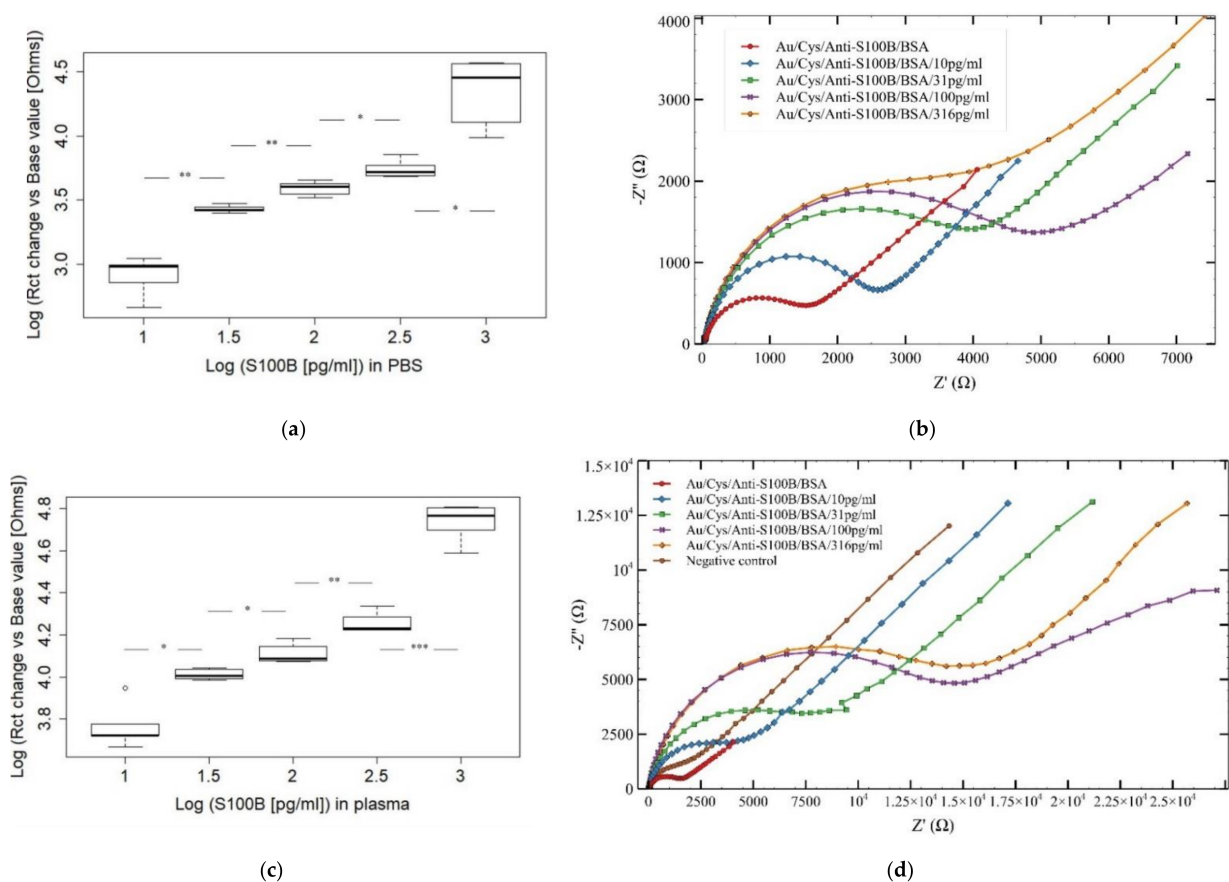 Log (Rct change vs Base value [Ohms])
4.5
4.0
3.5
3.0
**
**
*
*
1
1.5
2
2.5
3
Log (S100B [pg/ml]) in PBS
(a)
-Z'' (Ω)
4000
3000
2000
1000
0
Au/Cys/Anti-S100B/BSA
Au/Cys/Anti-S100B/BSA/10pg/ml
Au/Cys/Anti-S100B/BSA/31pg/ml
Au/Cys/Anti-S100B/BSA/100pg/ml
Au/Cys/Anti-S100B/BSA/316pg/ml
0
1000
2000
3000
4000
5000
6000
7000
Z' (Ω)
(b)
Log (Rct change vs Base value [Ohms])
4.8
4.6
4.4
4.2
4.0
3.8
*
*
**
***
1
1.5
2
2.5
3
Log (S100B [pg/ml]) in plasma
(c)
-Z'' (Ω)
1.5×10⁴
1.25×10⁴
10⁴
7500
5000
2500
0
Au/Cys/Anti-S100B/BSA
Au/Cys/Anti-S100B/BSA/10pg/ml
Au/Cys/Anti-S100B/BSA/31pg/ml
Au/Cys/Anti-S100B/BSA/100pg/ml
Au/Cys/Anti-S100B/BSA/316pg/ml
Negative control
0
2500
5000
7500
10⁴
1.25×10⁴
1.5×10⁴
1.75×10⁴
2×10⁴
2.25×10⁴
2.5×10⁴
Z' (Ω)
(d)